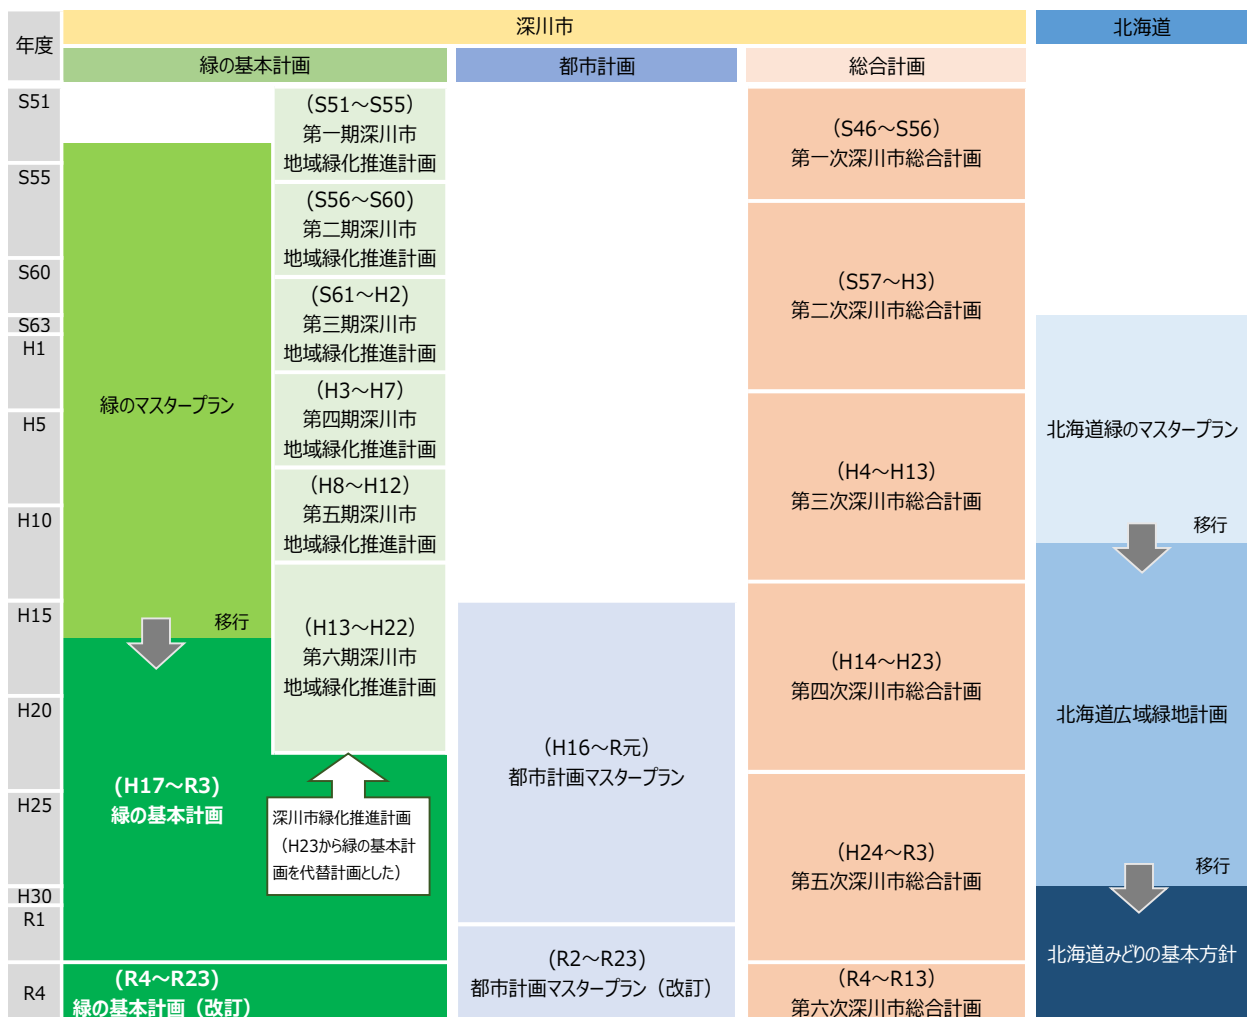 年度
深川市
北海道
緑の基本計画
都市計画
総合計画
S51
S55
S60
S63
H1
H5
H10
H15
H20
H25
H30
R1
R4
緑のマスタープラン
移行
(H17～R3)
緑の基本計画
(R4～R23)
緑の基本計画（改訂）
(S51～S55)
第一期深川市
地域緑化推進計画
(S56～S60)
第二期深川市
地域緑化推進計画
(S61～H2)
第三期深川市
地域緑化推進計画
(H3～H7)
第四期深川市
地域緑化推進計画
(H8～H12)
第五期深川市
地域緑化推進計画
(H13～H22)
第六期深川市
地域緑化推進計画
深川市緑化推進計画
（H23から緑の基本計
画を代替計画とした）
(H16～R元)
都市計画マスタープラン
(R2～R23)
都市計画マスタープラン（改訂）
(S46～S56)
第一次深川市総合計画
(S57～H3)
第二次深川市総合計画
(H4～H13)
第三次深川市総合計画
(H14～H23)
第四次深川市総合計画
(H24～R3)
第五次深川市総合計画
(R4～R13)
第六次深川市総合計画
北海道緑のマスタープラン
移行
北海道広域緑地計画
移行
北海道みどりの基本方針